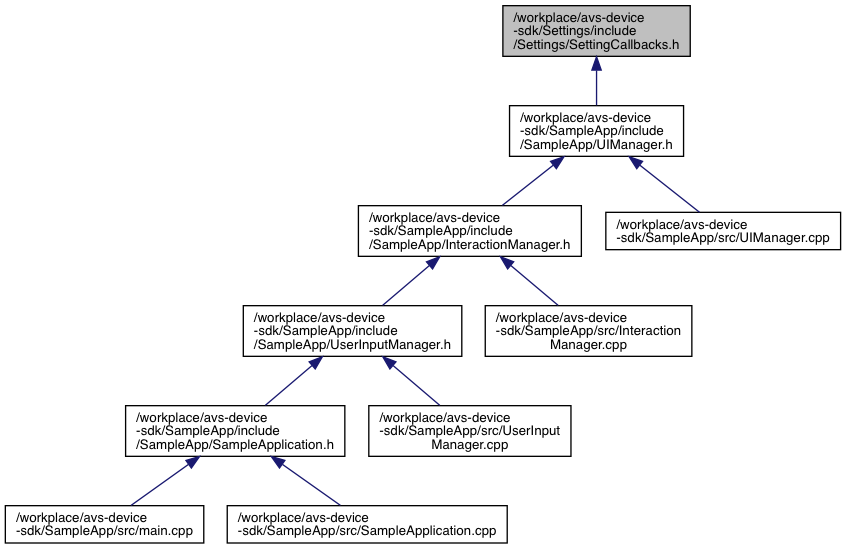 /workplace/avs-device
-sdk/Settings/include
/Settings/SettingCallbacks.h
/workplace/avs-device
-sdk/SampleApp/include
/SampleApp/UIManager.h
/workplace/avs-device
-sdk/SampleApp/include
/SampleApp/InteractionManager.h
/workplace/avs-device
-sdk/SampleApp/src/UIManager.cpp
/workplace/avs-device
-sdk/SampleApp/include
/SampleApp/UserInputManager.h
/workplace/avs-device
-sdk/SampleApp/src/Interaction
Manager.cpp
/workplace/avs-device
-sdk/SampleApp/include
/SampleApp/SampleApplication.h
/workplace/avs-device
-sdk/SampleApp/src/UserInput
Manager.cpp
/workplace/avs-device
-sdk/SampleApp/src/main.cpp
/workplace/avs-device
-sdk/SampleApp/src/SampleApplication.cpp